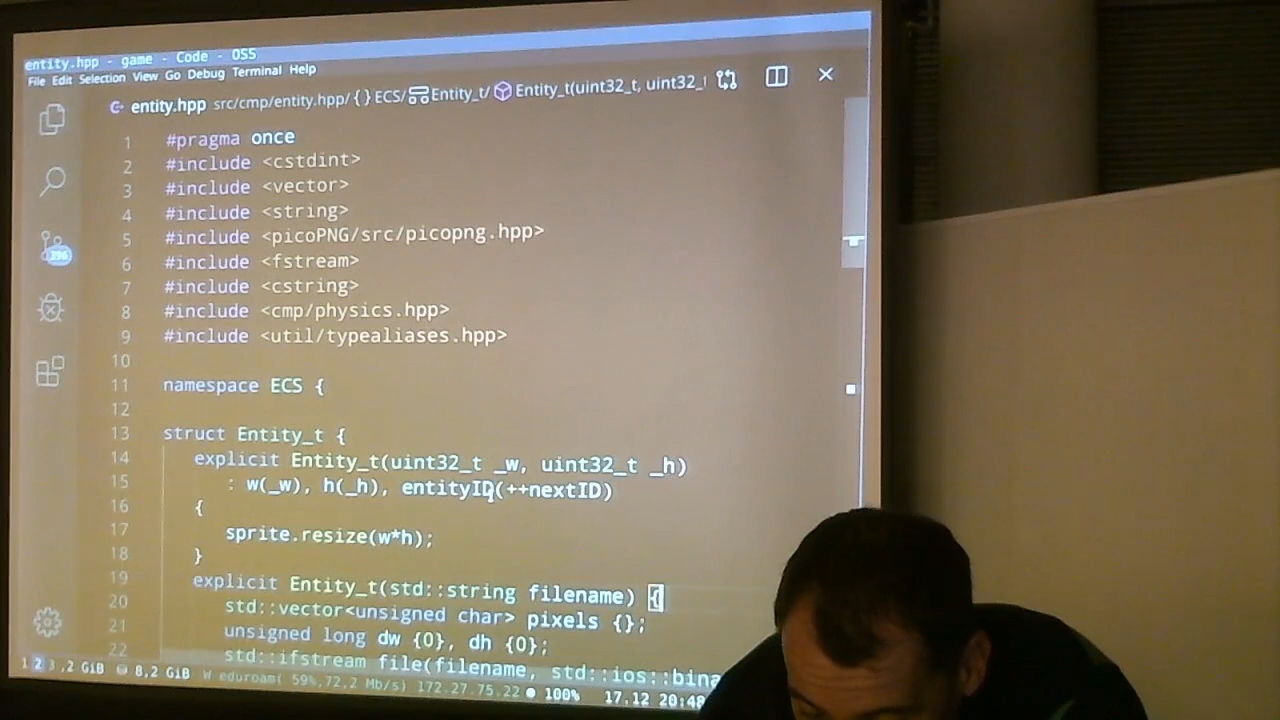 entity.hpp - game - Code - OSS
File Edit Selection View Go Debug Terminal Help
entity.hpp src/cmp/entity.hpp/ {} ECS/ Entity_t/ Entity_t(uint32_t, uint32_t
1 #pragma once
2 #include <cstdint>
3 #include <vector>
4 #include <string>
5 #include <picoPNG/src/picopng.hpp>
6 #include <fstream>
7 #include <cstring>
8 #include <cmp/physics.hpp>
9 #include <util/typealiases.hpp>
10
11 namespace ECS {
12
13 struct Entity_t {
14 explicit Entity_t(uint32_t _w, uint32_t _h)
15 : w(_w), h(_h), entityID(++nextID)
16 {
17 sprite.resize(w*h);
18 }
19 explicit Entity_t(std::string filename) {
20 std::vector<unsigned char> pixels {};
21 unsigned long dw {0}, dh {0};
22 std::ifstream file(filename, std::ios::bina
1 2 3,2 GiB 8,2 GiB W eduroam( 59%,72,2 Mb/s) 172.27.75.22 100% 17.12 20:48